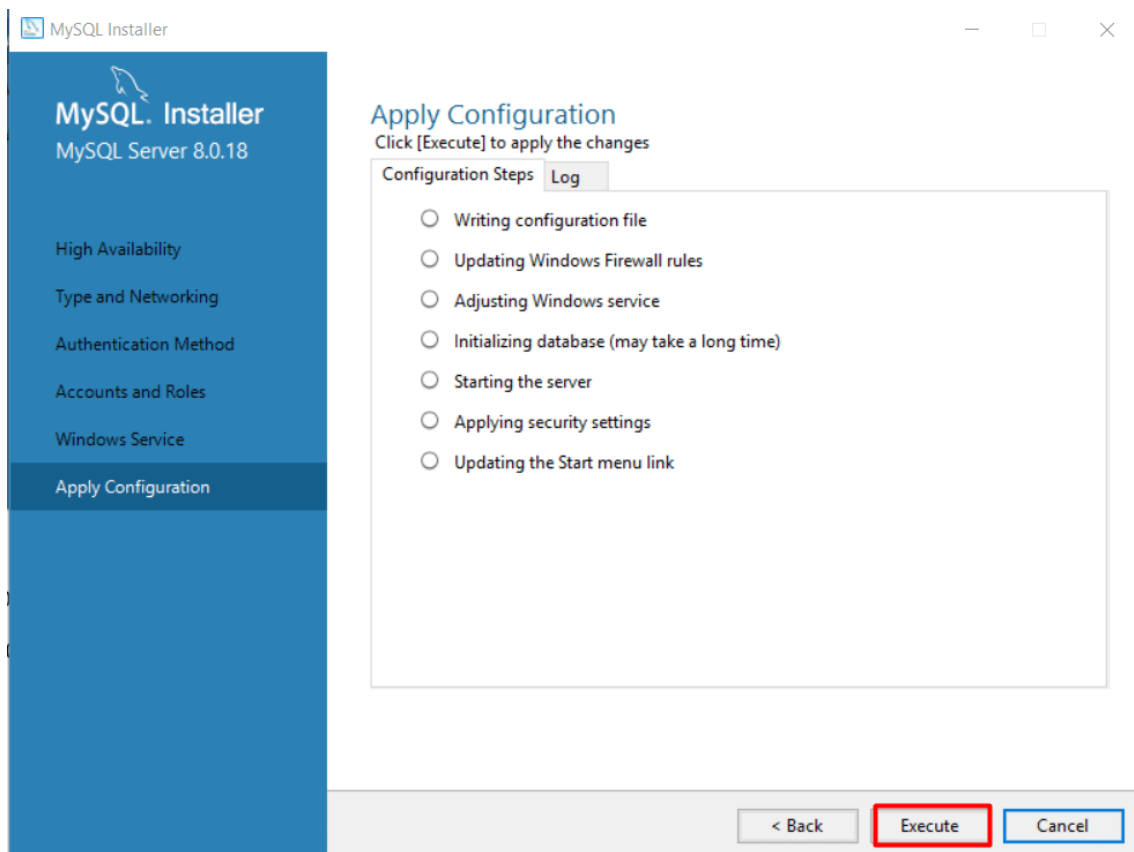 MySQL Installer
MySQL. Installer
MySQL Server 8.0.18
High Availability
Type and Networking
Authentication Method
Accounts and Roles
Windows Service
Apply Configuration
Apply Configuration
Click [Execute] to apply the changes
Configuration Steps Log
Writing configuration file
Updating Windows Firewall rules
Adjusting Windows service
Initializing database (may take a long time)
Starting the server
Applying security settings
Updating the Start menu link
< Back Execute Cancel